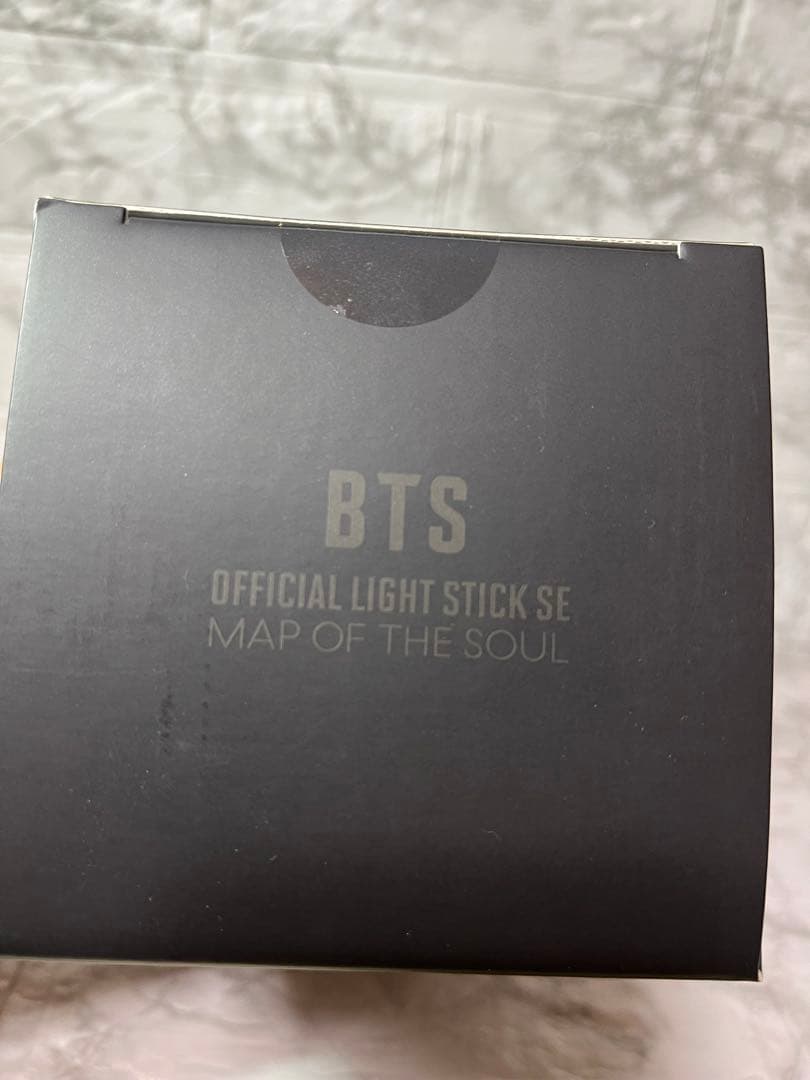 BTS
OFFICIAL LIGHT STICK SE
MAP OF THE SOUL